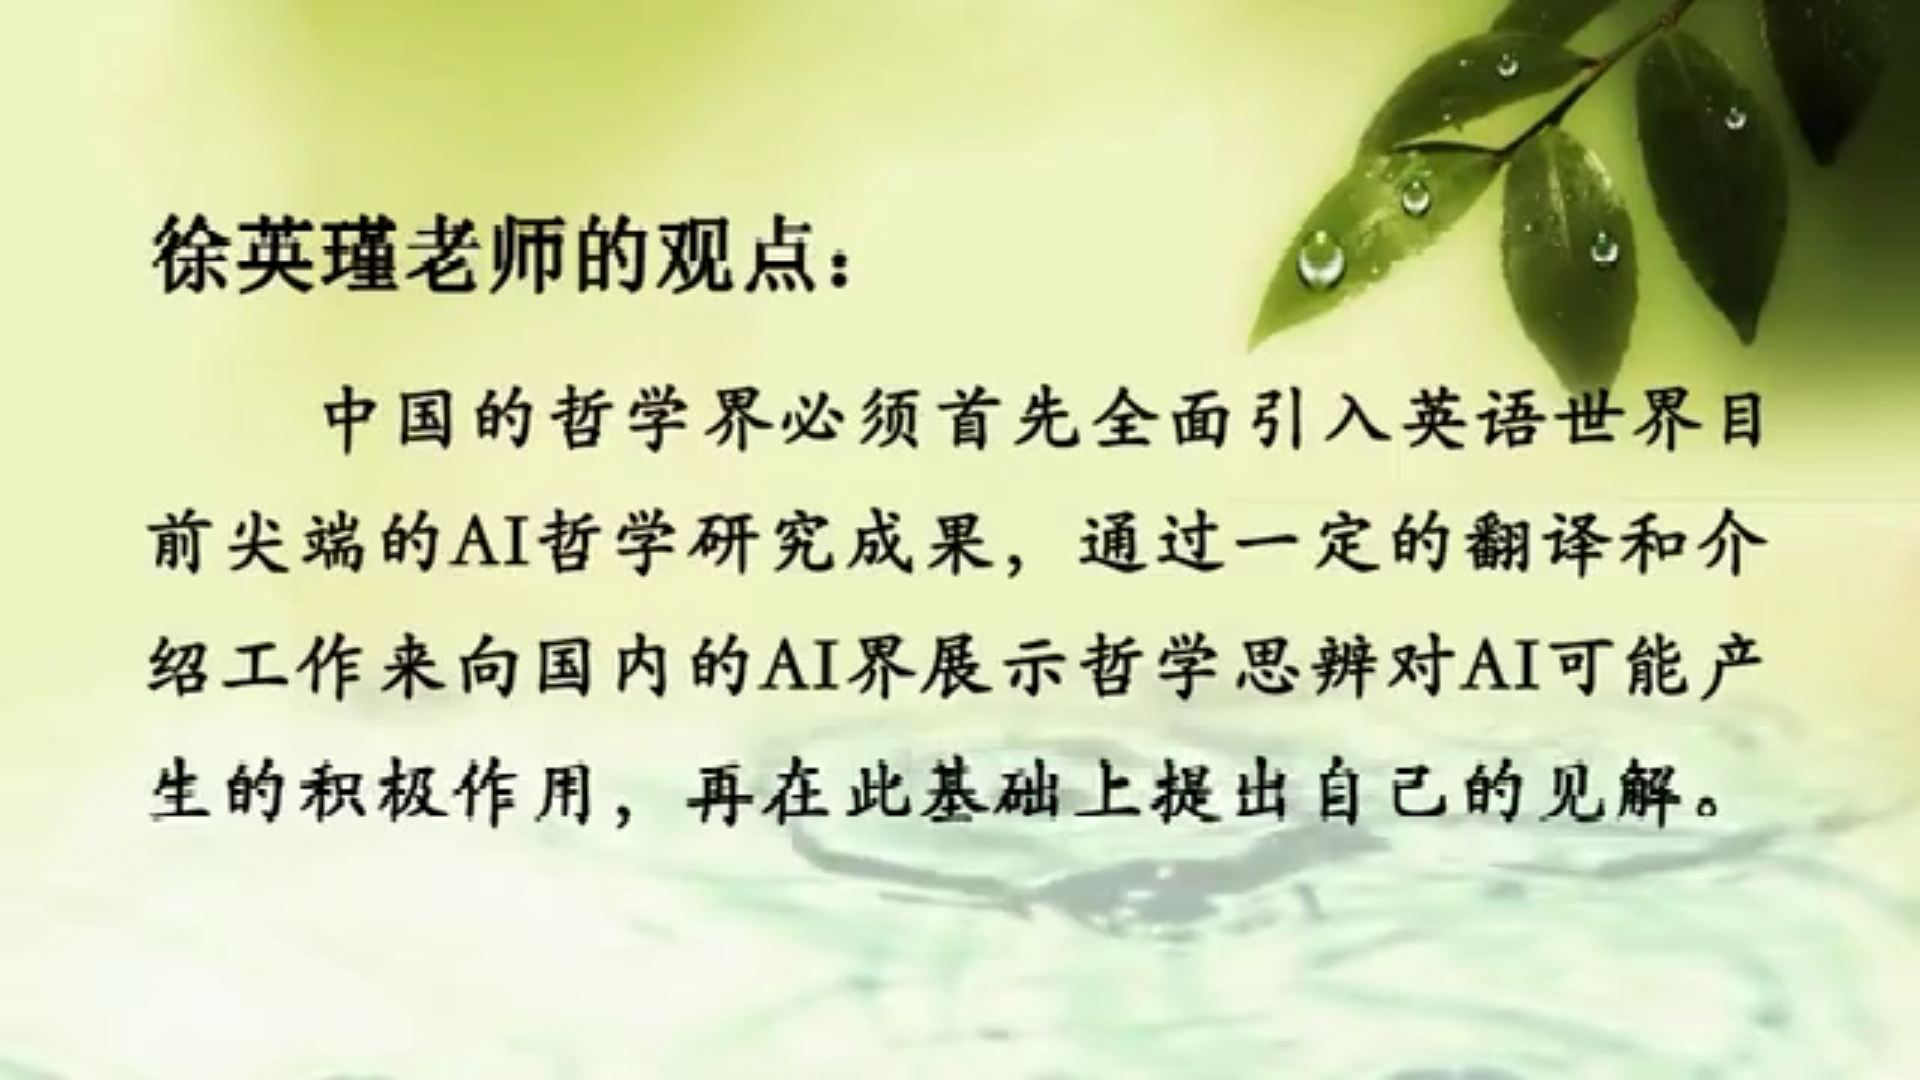 徐英瑾老师的观点：
中国的哲学界必须首先全面引入英语世界目
前尖端的AI哲学研究成果，通过一定的翻译和介
绍工作来向国内的AI界展示哲学思辨对AI可能产
生的积极作用，再在此基础上提出自己的见解。